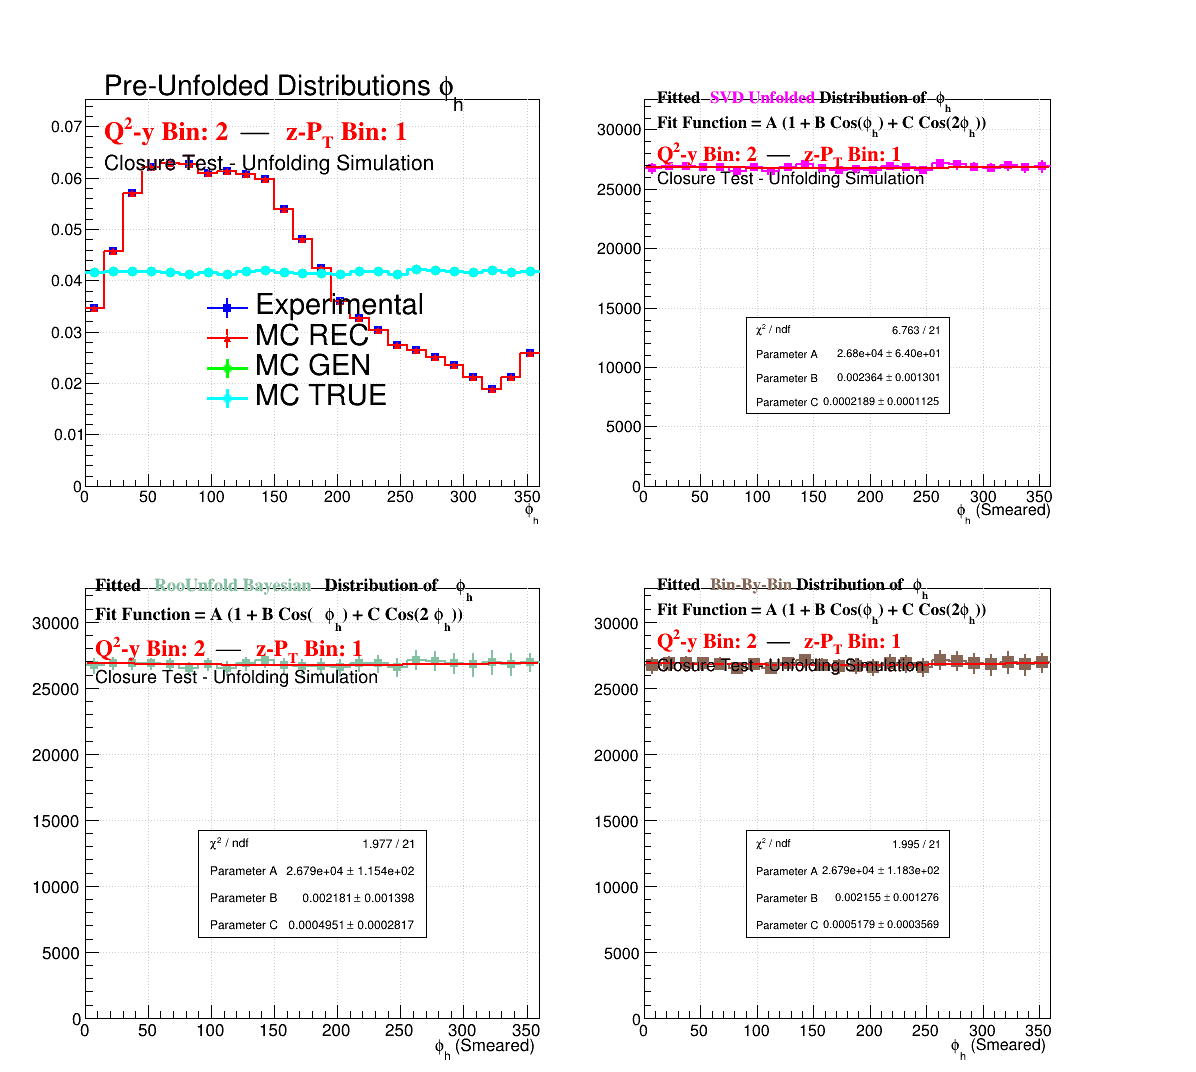 Pre-Unfolded Distributions ϕh
Q2-y Bin: 2 — z-PT Bin: 1
Closure Test - Unfolding Simulation
0.07
0.06
0.05
0.04
0.03
0.02
0.01
0
Experimental
MC REC
MC GEN
MC TRUE
0 50 100 150 200 250 300 350
ϕh
Fitted SVD Unfolded Distribution of ϕh
Fit Function = A (1 + B Cos(ϕh) + C Cos(2ϕh))
Q2-y Bin: 2 — z-PT Bin: 1
Closure Test - Unfolding Simulation
30000
25000
20000
15000
10000
5000
0
χ2 / ndf 6.763 / 21
Parameter A 2.68e+04 ± 6.40e+01
Parameter B 0.002364 ± 0.001301
Parameter C 0.0002189 ± 0.0001125
0 50 100 150 200 250 300 350
ϕh (Smeared)
Fitted RooUnfold Bayesian Distribution of ϕh
Fit Function = A (1 + B Cos( ϕh) + C Cos(2 ϕh))
Q2-y Bin: 2 — z-PT Bin: 1
Closure Test - Unfolding Simulation
30000
25000
20000
15000
10000
5000
0
χ2 / ndf 1.977 / 21
Parameter A 2.679e+04 ± 1.154e+02
Parameter B 0.002181 ± 0.001398
Parameter C 0.0004951 ± 0.0002817
0 50 100 150 200 250 300 350
ϕh (Smeared)
Fitted Bin-By-Bin Distribution of ϕh
Fit Function = A (1 + B Cos(ϕh) + C Cos(2ϕh))
Q2-y Bin: 2 — z-PT Bin: 1
Closure Test - Unfolding Simulation
30000
25000
20000
15000
10000
5000
0
χ2 / ndf 1.995 / 21
Parameter A 2.679e+04 ± 1.183e+02
Parameter B 0.002155 ± 0.001276
Parameter C 0.0005179 ± 0.0003569
0 50 100 150 200 250 300 350
ϕh (Smeared)